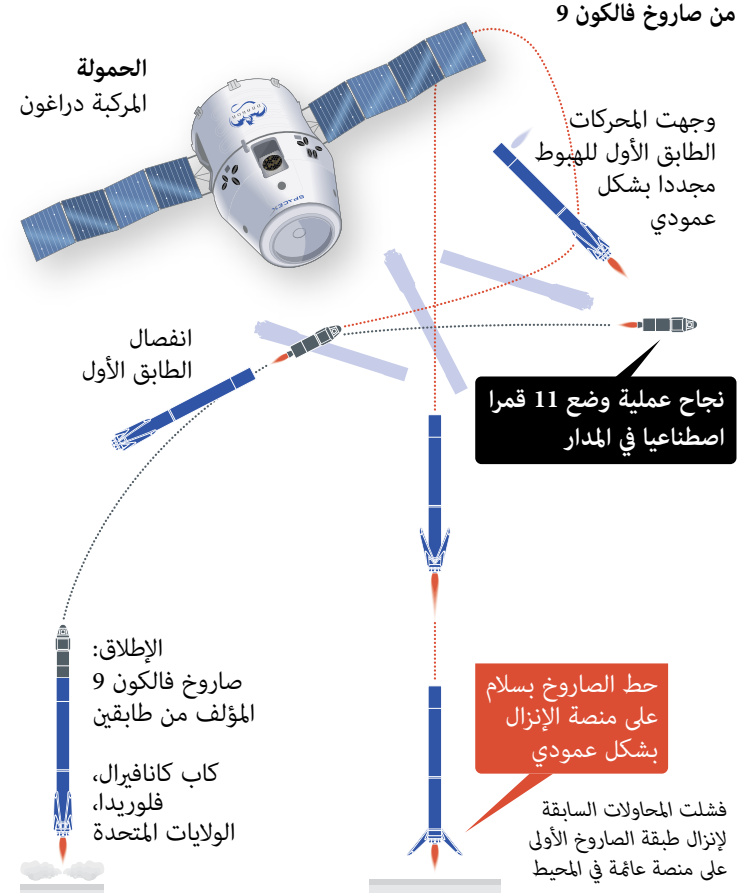 من صاروخ فالكون 9
الحمولة
المركبة دراغون
DRAGON
SPACEX
وجهت المحركات
الطابق الأول للهبوط
مجددا بشكل
عمودي
انفصال
الطابق الأول
نجاح عملية وضع 11 قمرا
اصطناعيا في المدار
الإطلاق:
صاروخ فالكون 9
المؤلف من طابقين
كاب كانافيرال،
فلوريدا،
الولايات المتحدة
حط الصاروخ بسلام
على منصة الإنزال
بشكل عمودي
فشلت المحاولات السابقة
لإنزال طبقة الصاروخ الأولى
على منصة عائمة في المحيط